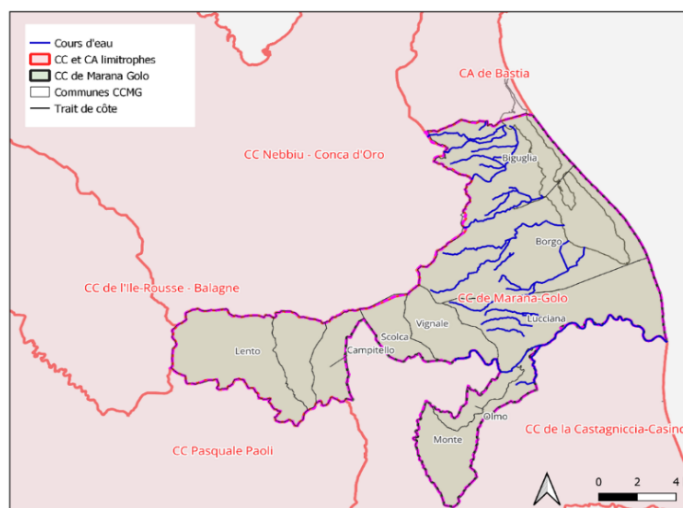 Cours d'eau
CC et CA limitrophes
CC de Marana Golo
Communes CCMG
Trait de côte
CA de Bastia
CC Nebbiu - Conca d'Oro
Biguglia
Borgo
CC de l'Ile-Rousse - Balagne
CC de Marana-Golo
Lucciana
Vignale
Scolca
Lento
Campitello
Olmo
Monte
CC de la Castagniccia-Casinc
CC Pasquale Paoli
0 2 4